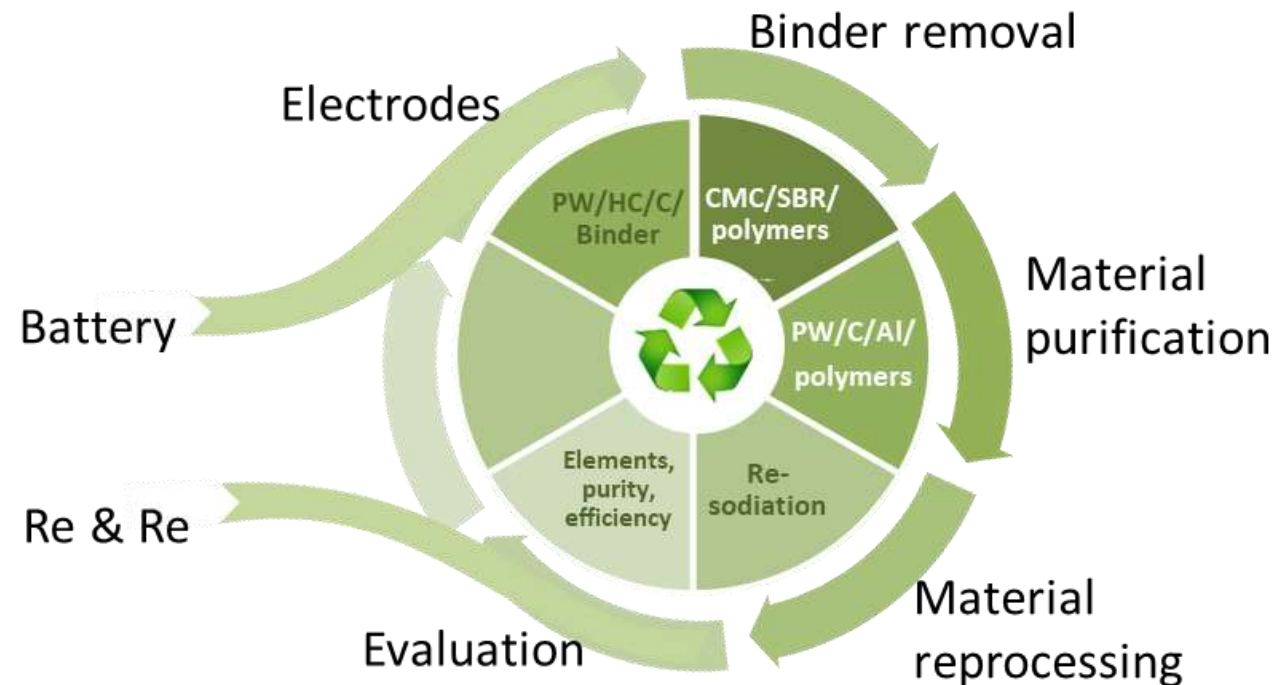 Binder removal
Electrodes
PW/HC/C/
Binder
CMC/SBR/
polymers
Material
purification
Battery
PW/C/Al/
polymers
Elements,
purity,
efficiency
Re-
sodiation
Re & Re
Material
reprocessing
Evaluation